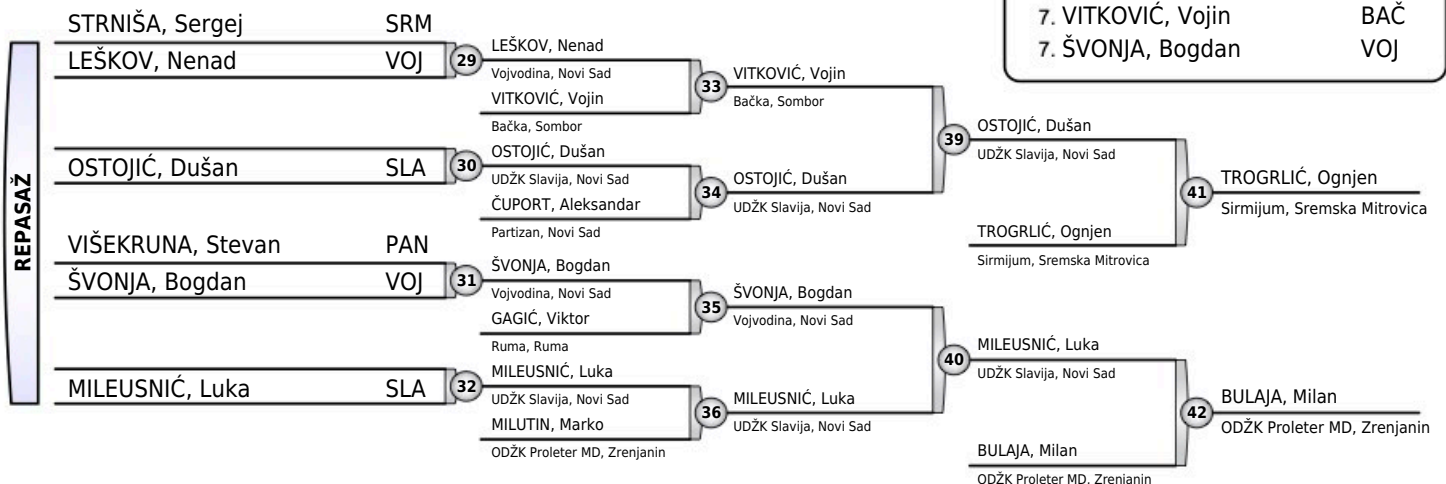 7. VITKOVIĆ, Vojin BAČ
7. ŠVONJA, Bogdan VOJ
REPASAŽ
STRNIŠA, Sergej SRM
LEŠKOV, Nenad VOJ
OSTOJIĆ, Dušan SLA
VIŠEKRUNA, Stevan PAN
ŠVONJA, Bogdan VOJ
MILEUSNIĆ, Luka SLA
29
30
31
32
LEŠKOV, Nenad
Vojvodina, Novi Sad
VITKOVIĆ, Vojin
Bačka, Sombor
OSTOJIĆ, Dušan
UDŽK Slavija, Novi Sad
ČUPORT, Aleksandar
Partizan, Novi Sad
ŠVONJA, Bogdan
Vojvodina, Novi Sad
GAGIĆ, Viktor
Ruma, Ruma
MILEUSNIĆ, Luka
UDŽK Slavija, Novi Sad
MILUTIN, Marko
ODŽK Proleter MD, Zrenjanin
33
34
35
36
VITKOVIĆ, Vojin
Bačka, Sombor
OSTOJIĆ, Dušan
UDŽK Slavija, Novi Sad
ŠVONJA, Bogdan
Vojvodina, Novi Sad
MILEUSNIĆ, Luka
UDŽK Slavija, Novi Sad
39
40
OSTOJIĆ, Dušan
UDŽK Slavija, Novi Sad
TROGRLIĆ, Ognjen
Sirmijum, Sremska Mitrovica
MILEUSNIĆ, Luka
UDŽK Slavija, Novi Sad
BULAJA, Milan
ODŽK Proleter MD, Zrenjanin
41
42
TROGRLIĆ, Ognjen
Sirmijum, Sremska Mitrovica
BULAJA, Milan
ODŽK Proleter MD, Zrenjanin